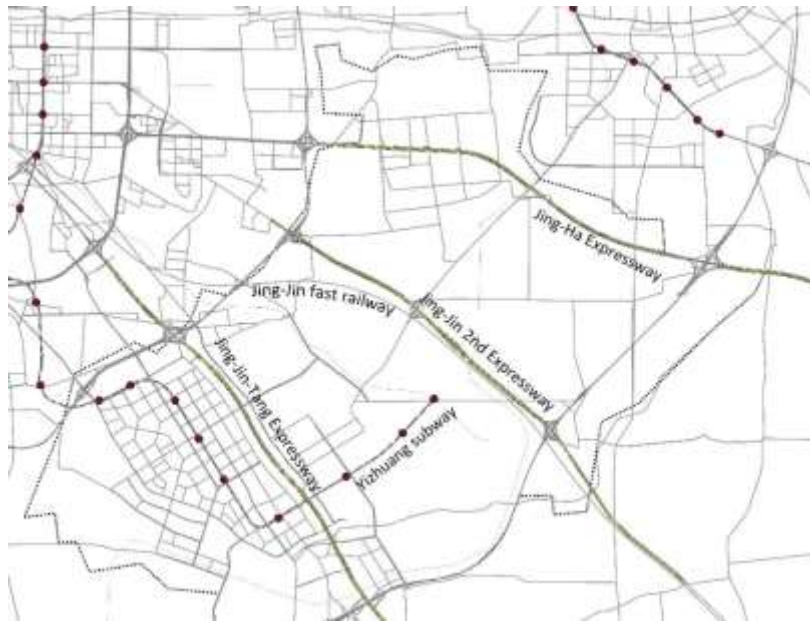 Jing-Ha Expressway
Jing-Jin fast railway
Jing-Jin 2nd Expressway
Jing-Jin-Tang Expressway
Yizhuang subway